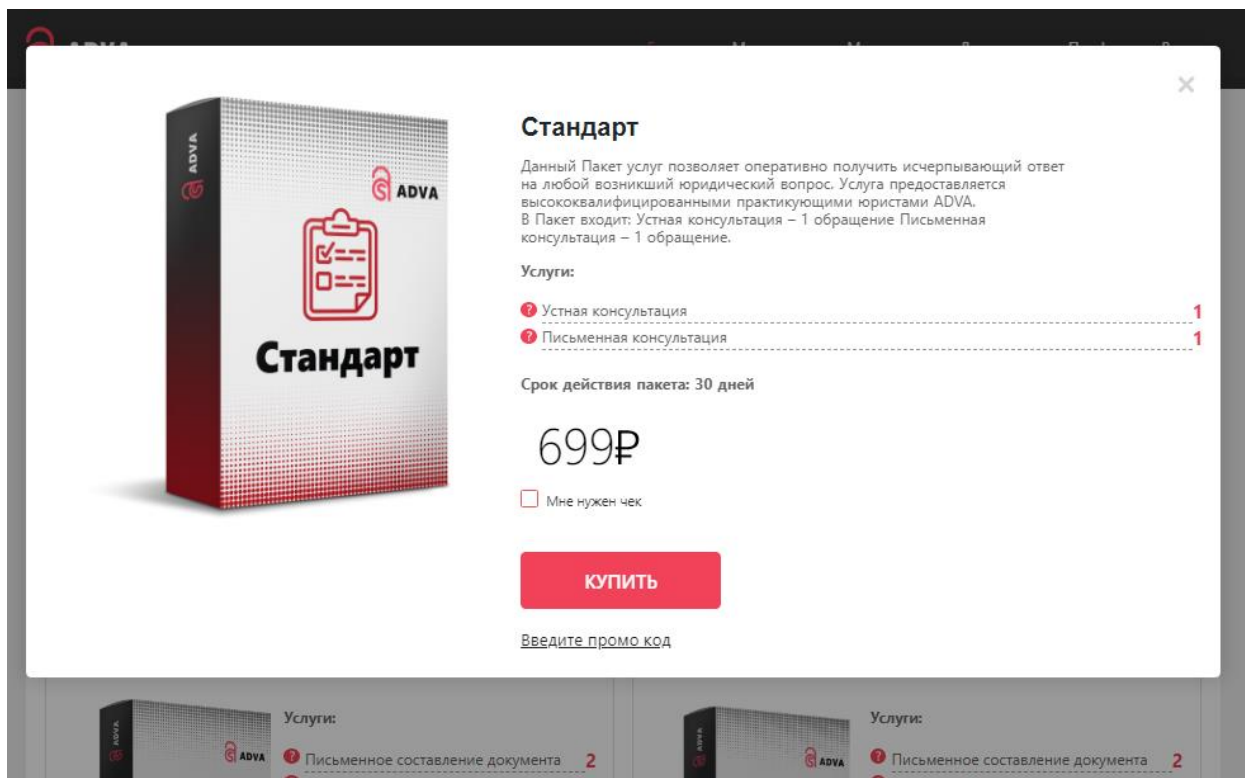 ×
Стандарт
Данный Пакет услуг позволяет оперативно получить исчерпывающий ответ
на любой возникший юридический вопрос. Услуга предоставляется
высококвалифицированными практикующими юристами ADVA.
В Пакет входит: Устная консультация – 1 обращение Письменная
консультация – 1 обращение.
Услуги:
? Устная консультация 1
? Письменная консультация 1
Срок действия пакета: 30 дней
699₽
Мне нужен чек
КУПИТЬ
Введите промо код
ADVA
ADVA
Стандарт
ADVA
ADVA
Услуги:
? Письменное составление документа 2
ADVA
ADVA
Услуги:
? Письменное составление документа 2